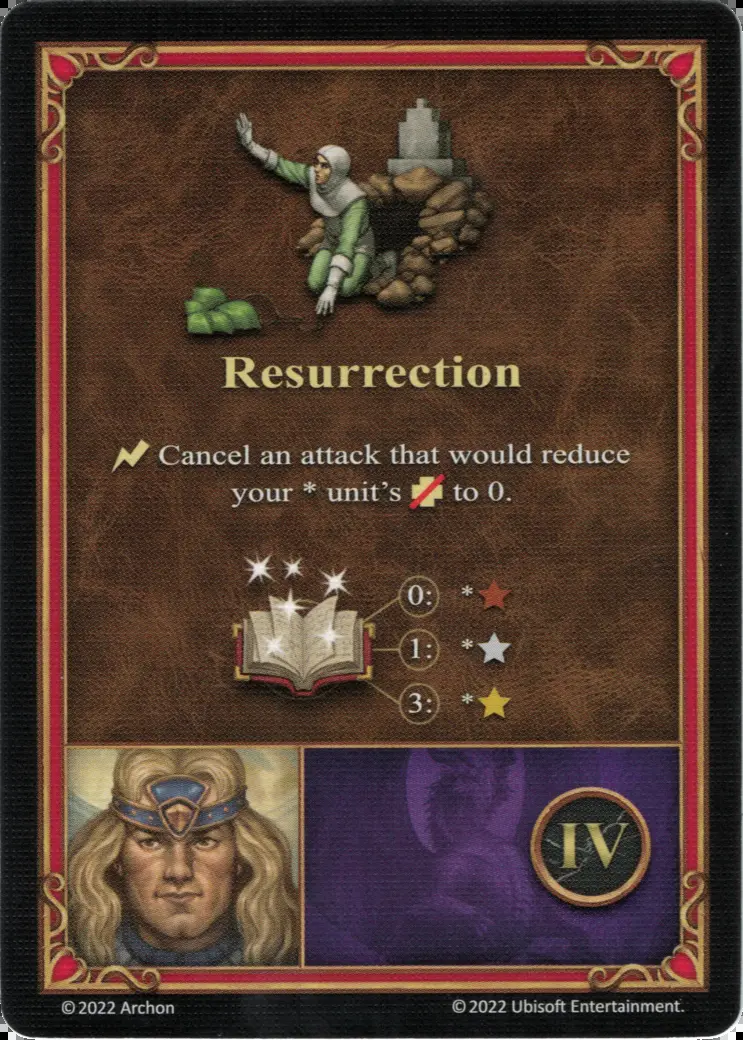 Resurrection
Cancel an attack that would reduce
your * unit's to 0.
0: *
1: *
3: *
IV
© 2022 Archon
© 2022 Ubisoft Entertainment.